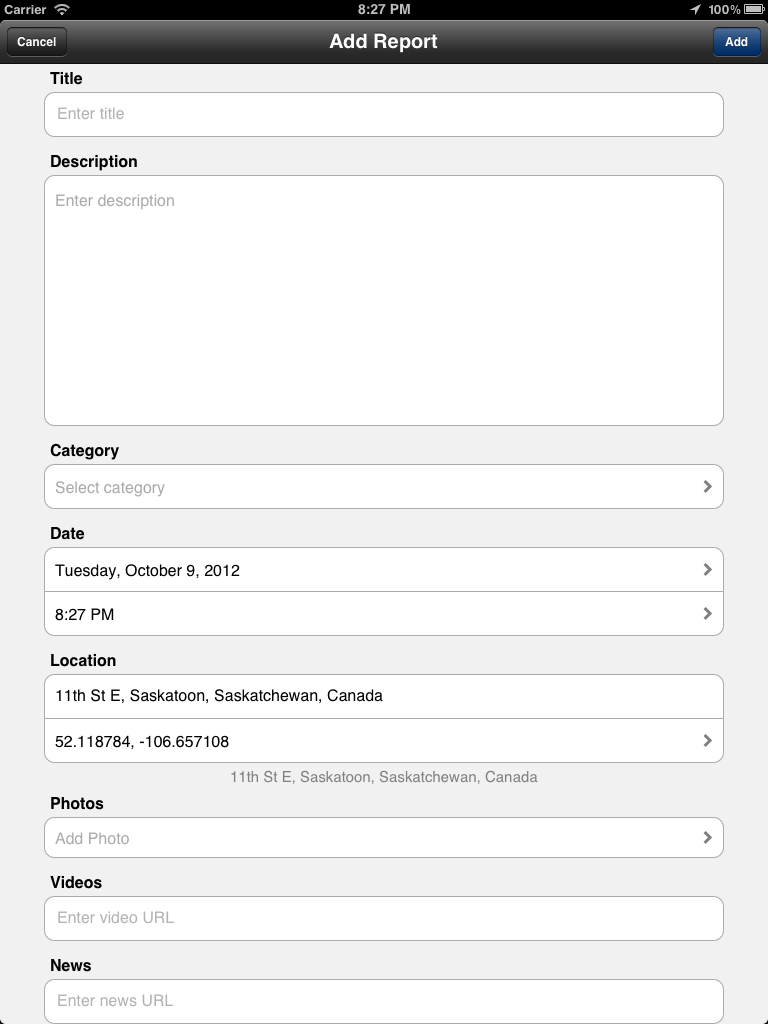 Carrier 8:27 PM 100%
Cancel Add Report Add
Title
Enter title
Description
Enter description
Category
Select category
Date
Tuesday, October 9, 2012
8:27 PM
Location
11th St E, Saskatoon, Saskatchewan, Canada
52.118784, -106.657108
11th St E, Saskatoon, Saskatchewan, Canada
Photos
Add Photo
Videos
Enter video URL
News
Enter news URL